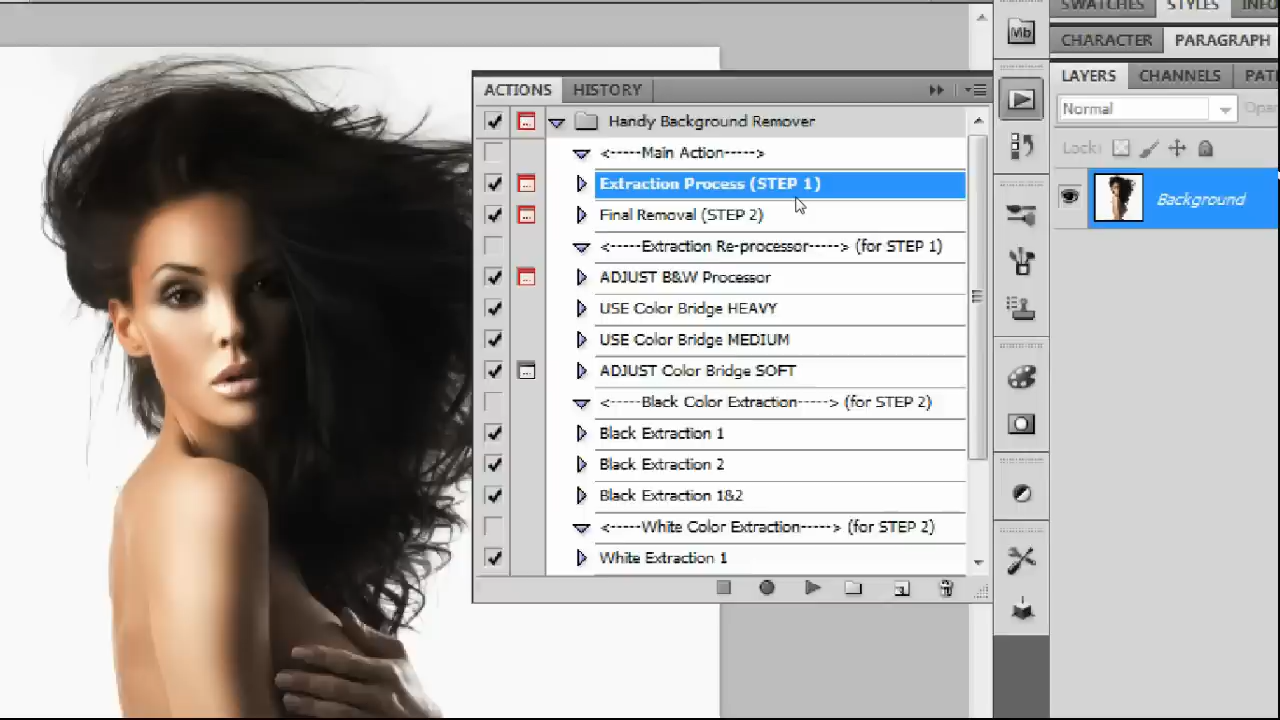 SWATCHES STYLES INFO
Mb
CHARACTER PARAGRAPH
ACTIONS HISTORY
LAYERS CHANNELS PAT
Normal Opa
Lock:
Background
Handy Background Remover
<-----Main Action----->
Extraction Process (STEP 1)
Final Removal (STEP 2)
<-----Extraction Re-processor-----> (for STEP 1)
ADJUST B&W Processor
USE Color Bridge HEAVY
USE Color Bridge MEDIUM
ADJUST Color Bridge SOFT
<-----Black Color Extraction-----> (for STEP 2)
Black Extraction 1
Black Extraction 2
Black Extraction 1&2
<-----White Color Extraction-----> (for STEP 2)
White Extraction 1